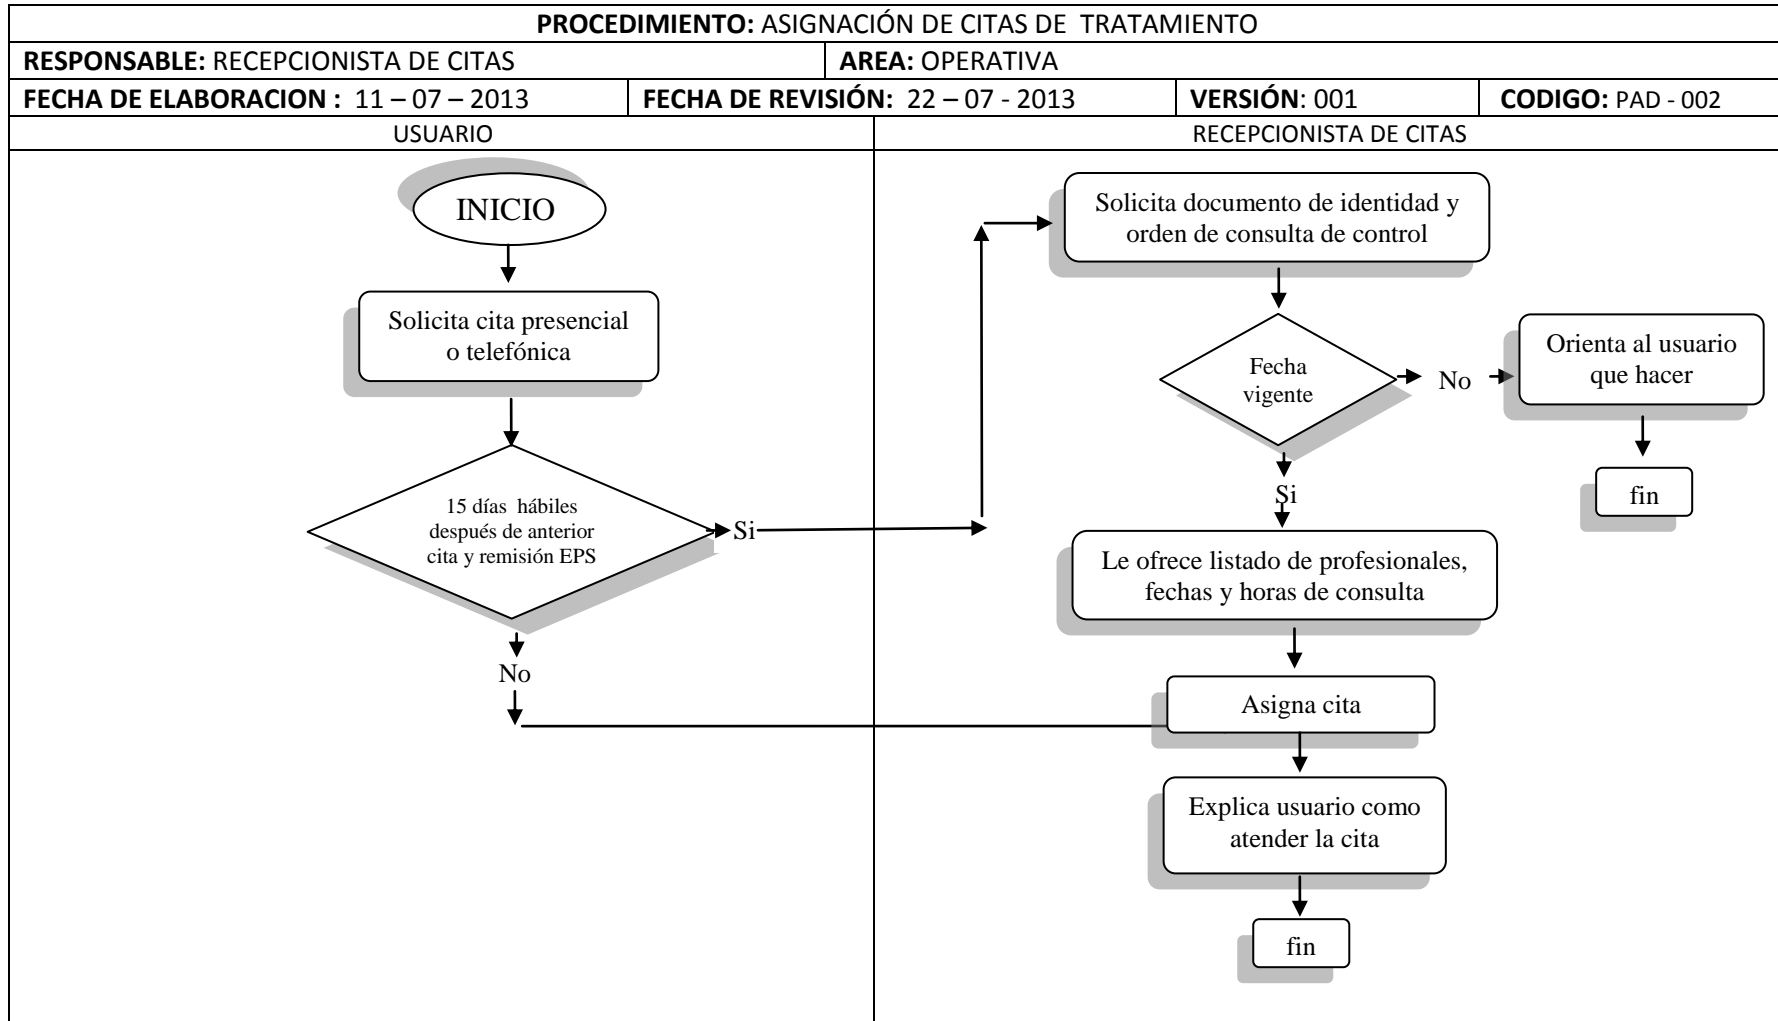 PROCEDIMIENTO: ASIGNACIÓN DE CITAS DE TRATAMIENTO
RESPONSABLE: RECEPCIONISTA DE CITAS
AREA: OPERATIVA
FECHA DE ELABORACION : 11 – 07 – 2013
FECHA DE REVISIÓN: 22 – 07 - 2013
VERSIÓN: 001
CODIGO: PAD - 002
USUARIO
RECEPCIONISTA DE CITAS
INICIO
Solicita cita presencial
o telefónica
15 días hábiles
después de anterior
cita y remisión EPS
Si
No
Solicita documento de identidad y
orden de consulta de control
Fecha
vigente
No
Orienta al usuario
que hacer
fin
Si
Le ofrece listado de profesionales,
fechas y horas de consulta
Asigna cita
Explica usuario como
atender la cita
fin